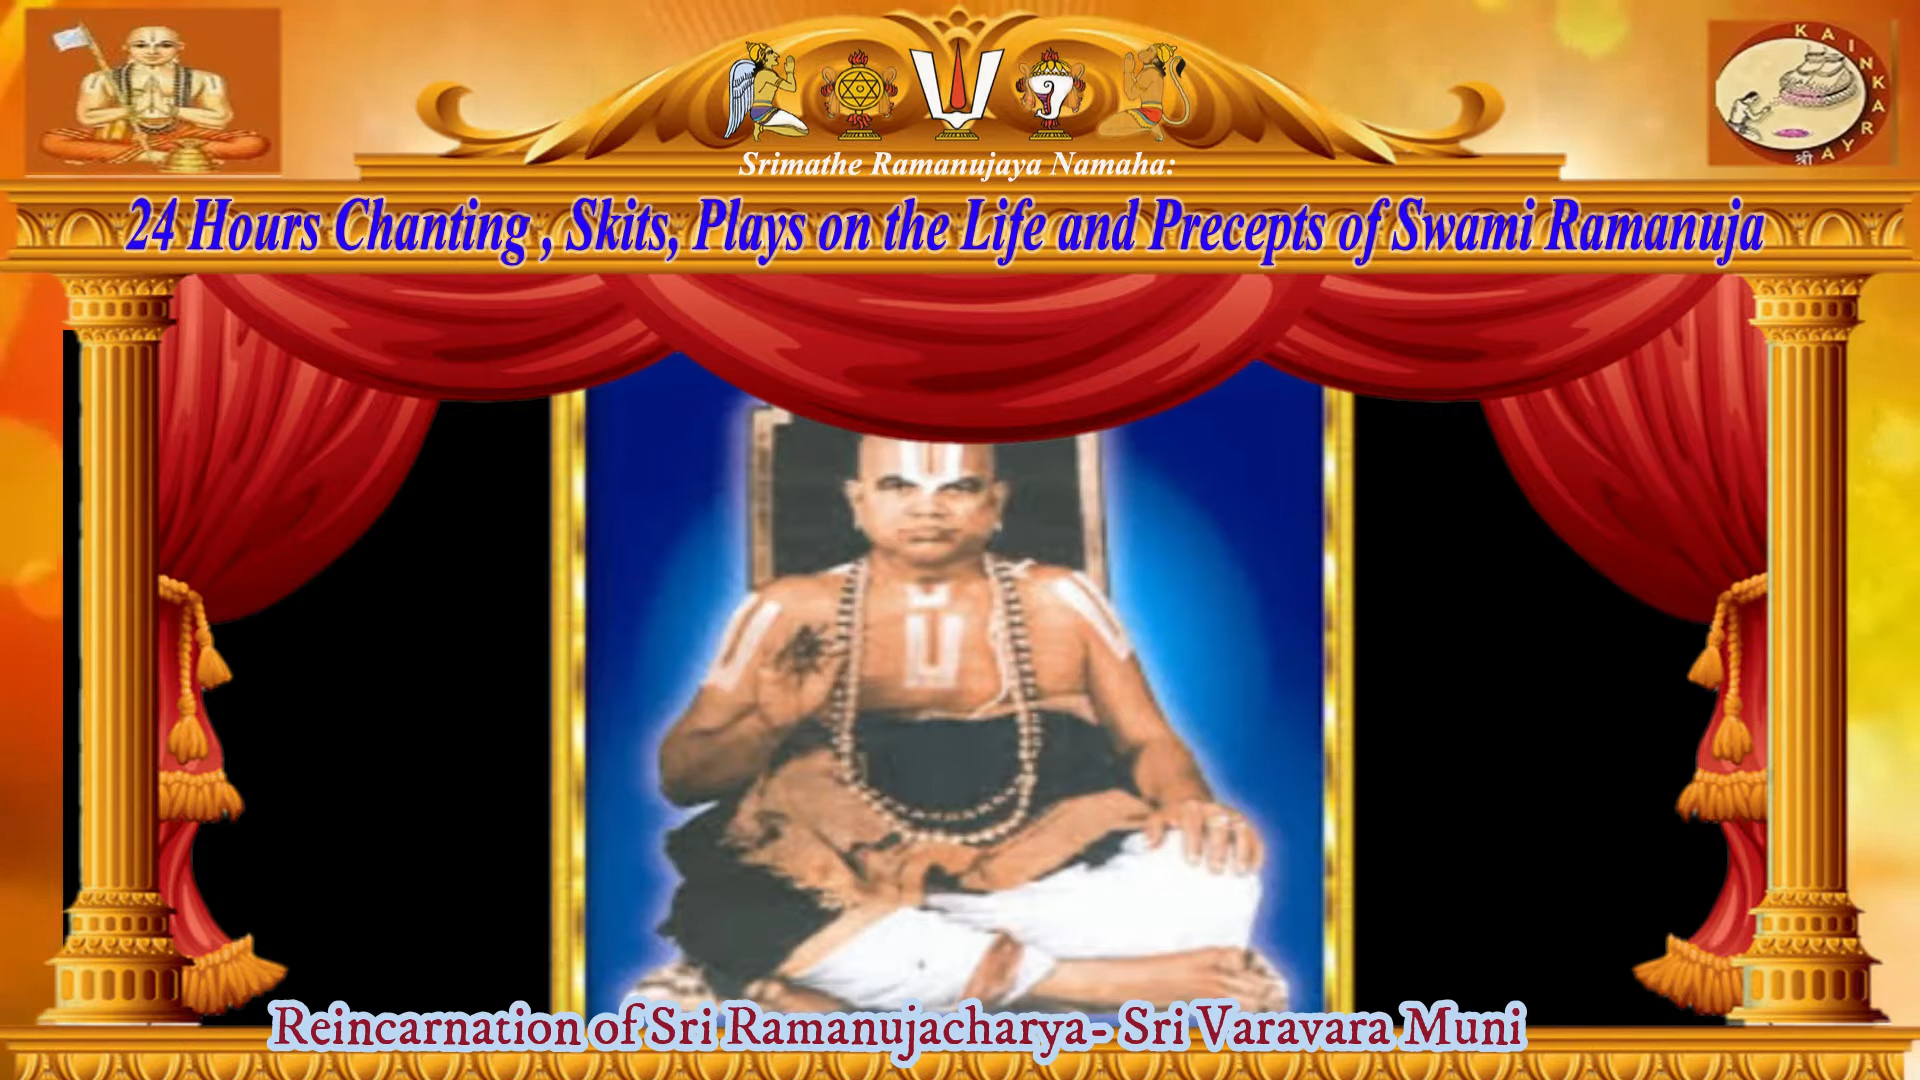 KAINKARYA
श्री
Srimathe Ramanujaya Namaha:
24 Hours Chanting , Skits, Plays on the Life and Precepts of Swami Ramanuja
Reincarnation of Sri Ramanujacharya- Sri Varavara Muni